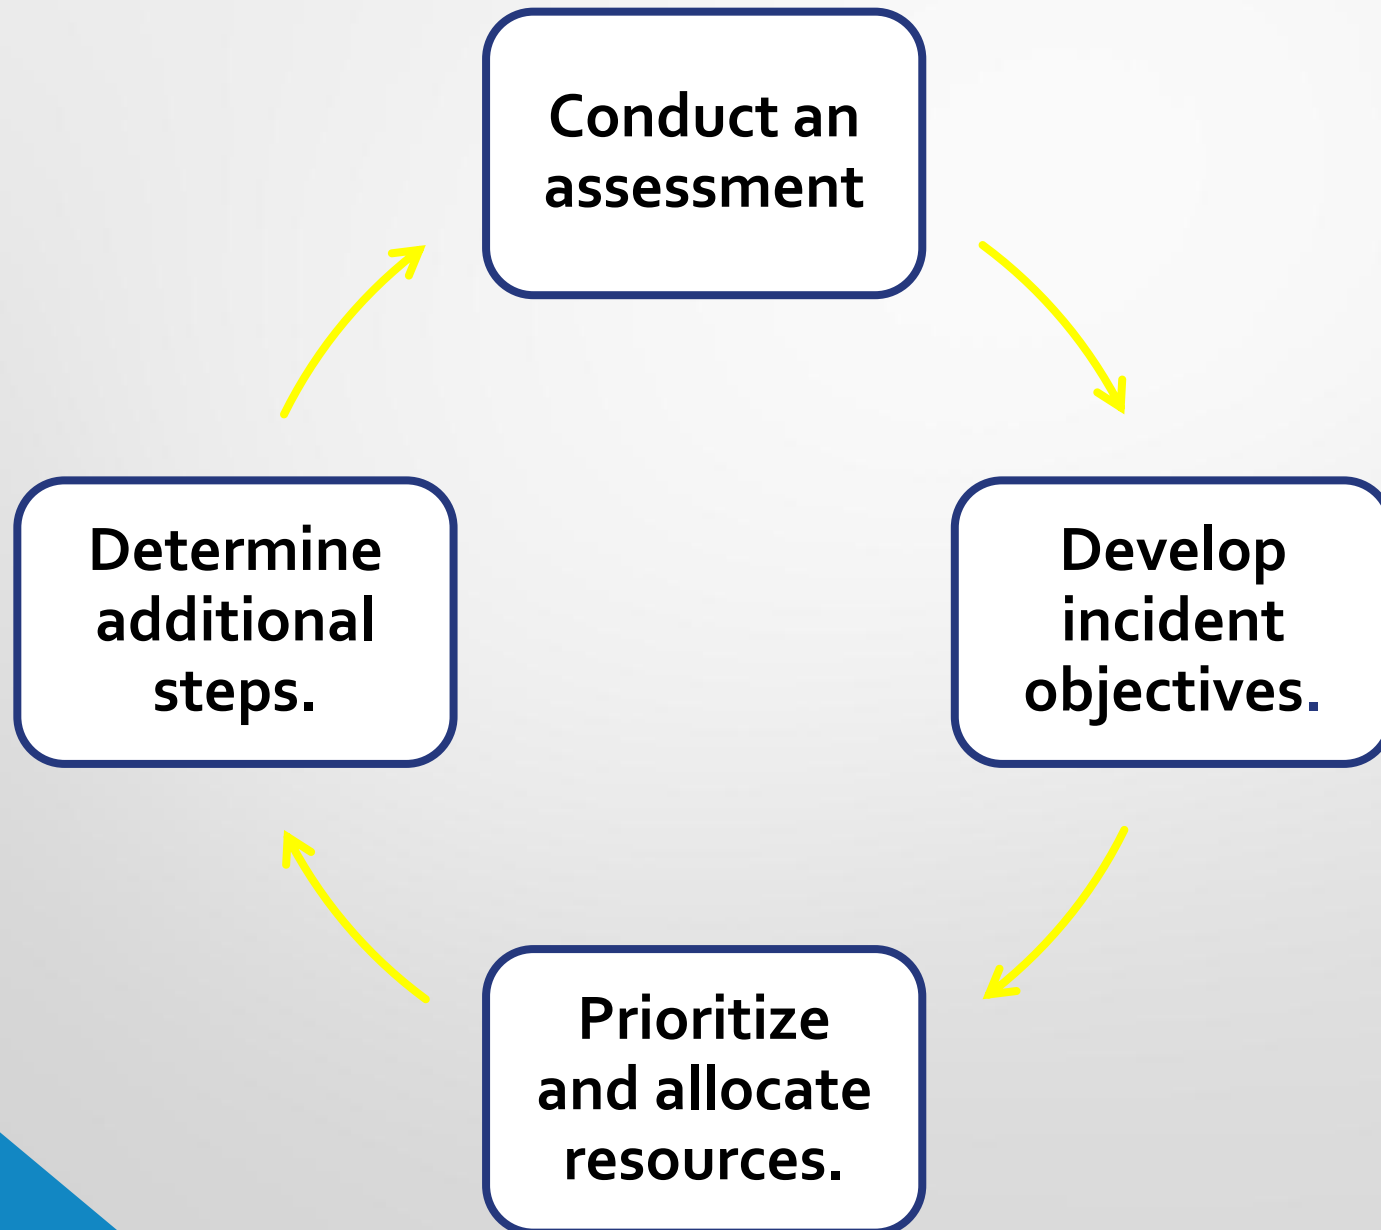 Conduct an
assessment
Develop
incident
objectives.
Prioritize
and allocate
resources.
Determine
additional
steps.